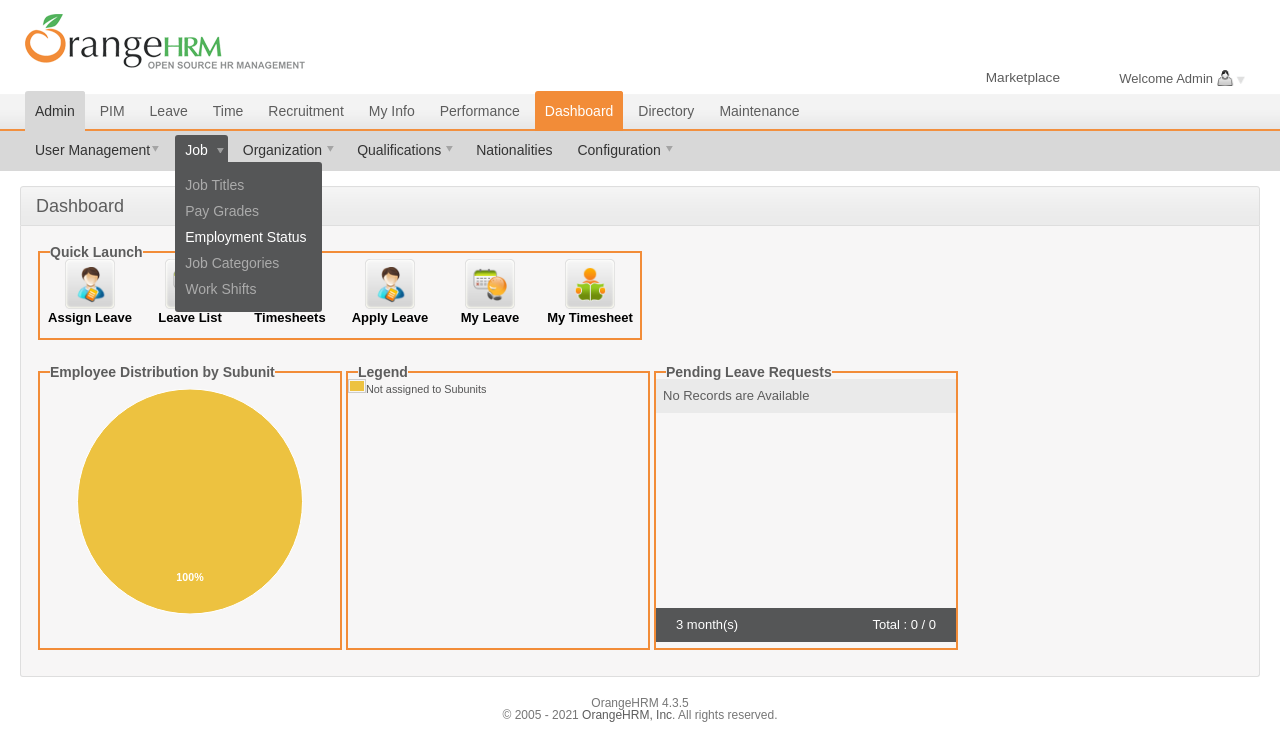 OrangeHRM
OPEN SOURCE HR MANAGEMENT
Marketplace
Welcome Admin
Admin PIM Leave Time Recruitment My Info Performance Dashboard Directory Maintenance
User Management Job Organization Qualifications Nationalities Configuration
Job Titles
Pay Grades
Employment Status
Job Categories
Work Shifts
Dashboard
Quick Launch
Assign Leave Leave List Timesheets Apply Leave My Leave My Timesheet
Employee Distribution by Subunit
100%
Legend
Not assigned to Subunits
Pending Leave Requests
No Records are Available
3 month(s) Total : 0 / 0
OrangeHRM 4.3.5
© 2005 - 2021 OrangeHRM, Inc. All rights reserved.